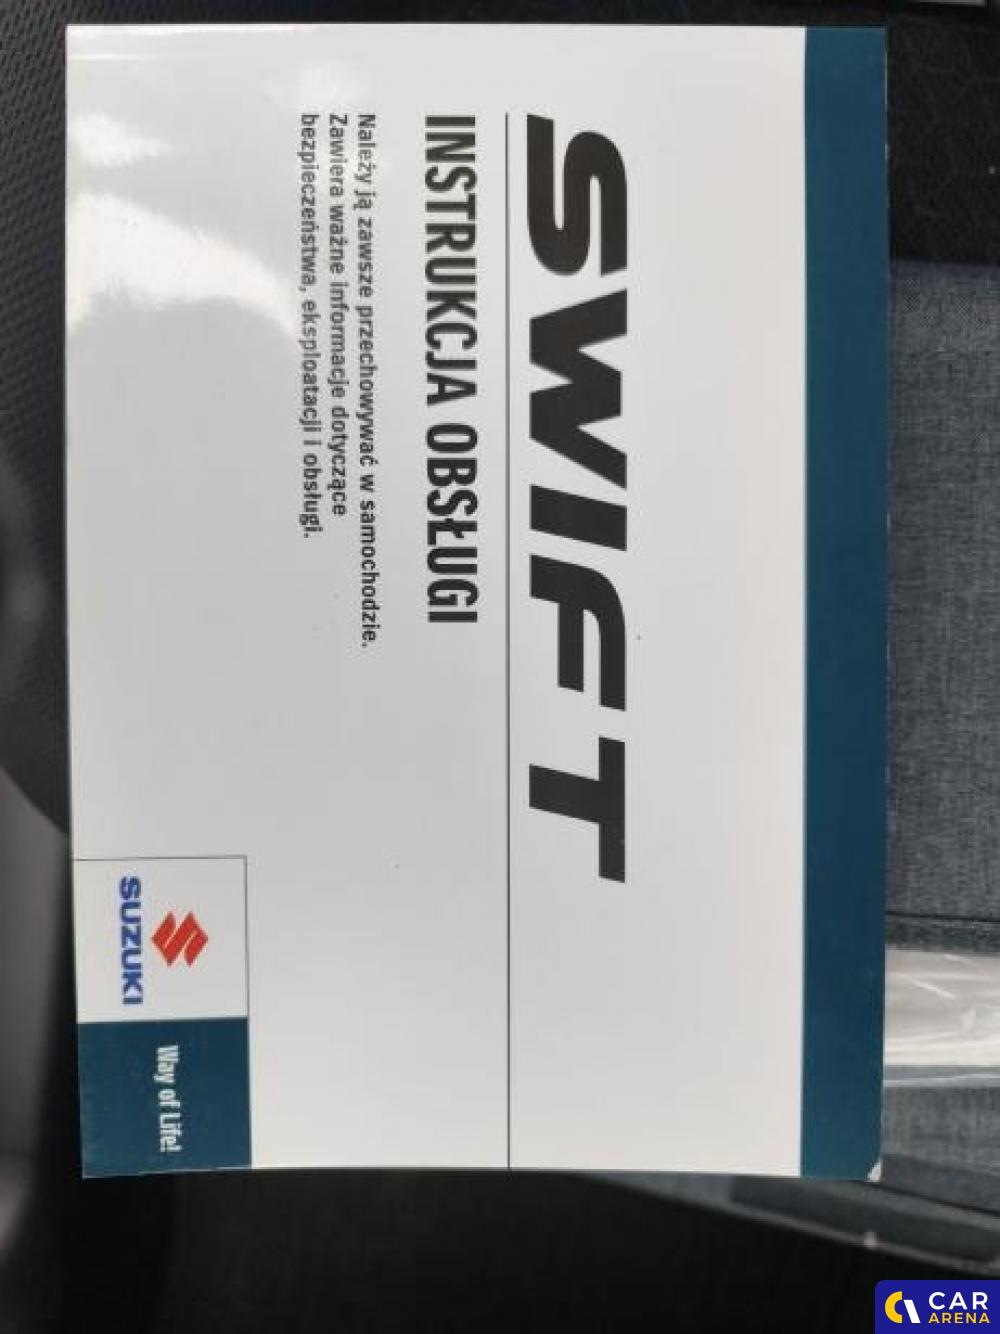 SWIFT
INSTRUKCJA OBSŁUGI
Należy ją zawsze przechowywać w samochodzie.
Zawiera ważne informacje dotyczące
bezpieczeństwa, eksploatacji i obsługi.
SUZUKI
Way of Life!
CAR
ARENA